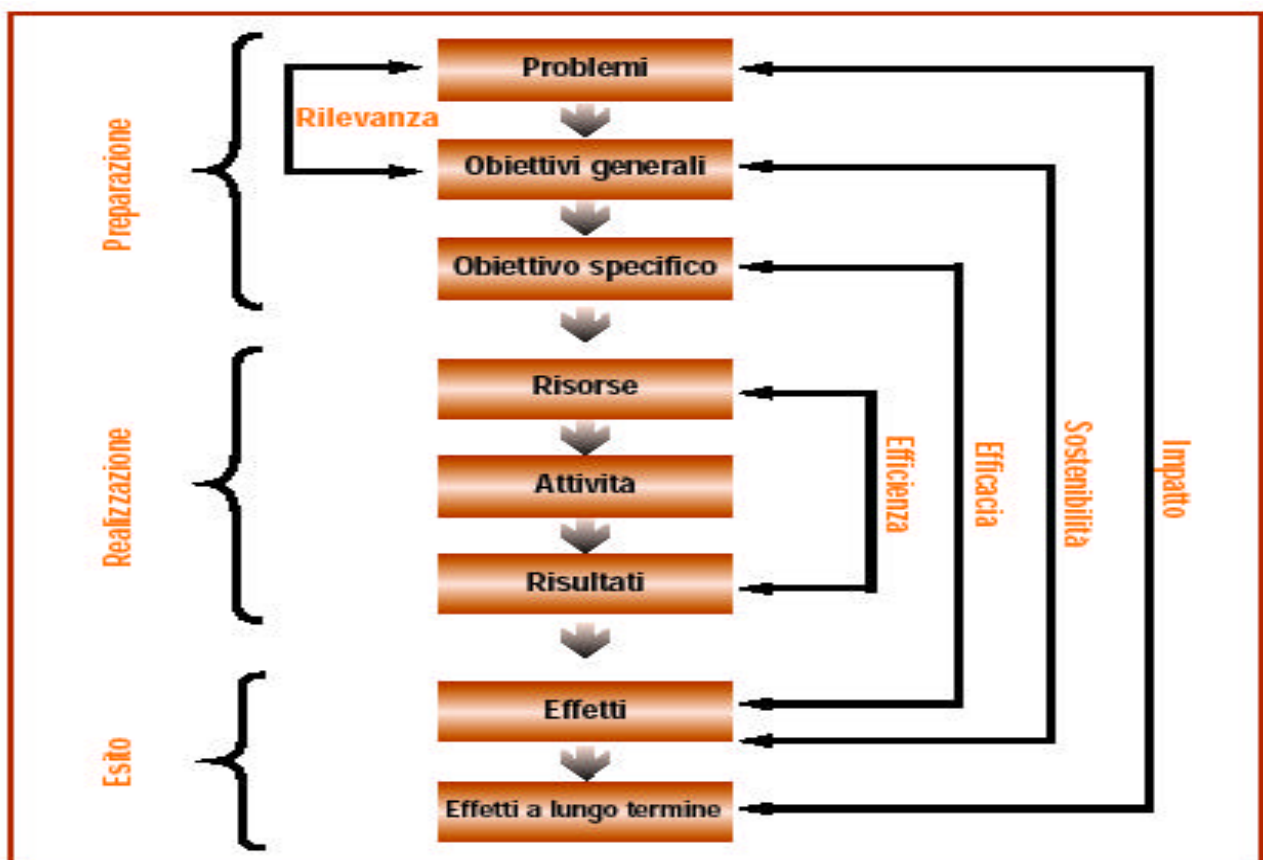 Preparazione
Rilevanza
Problemi
Obiettivi generali
Obiettivo specifico
Realizzazione
Risorse
Attivita
Risultati
Efficienza
Efficacia
Sostenibilità
Impatto
Esito
Effetti
Effetti a lungo termine